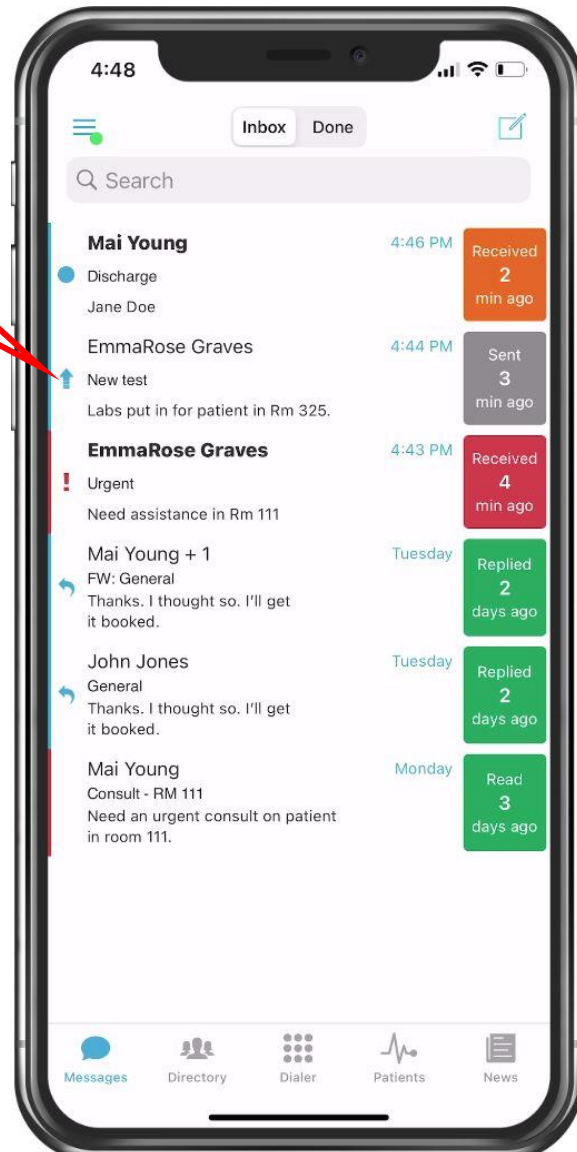 4:48
Inbox Done
Search
Mai Young 4:46 PM
Discharge
Jane Doe
Received
2
min ago
EmmaRose Graves 4:44 PM
New test
Labs put in for patient in Rm 325.
Sent
3
min ago
EmmaRose Graves 4:43 PM
! Urgent
Need assistance in Rm 111
Received
4
min ago
Mai Young + 1 Tuesday
FW: General
Thanks. I thought so. I'll get
it booked.
Replied
2
days ago
John Jones Tuesday
General
Thanks. I thought so. I'll get
it booked.
Replied
2
days ago
Mai Young Monday
Consult - RM 111
Need an urgent consult on patient
in room 111.
Read
3
days ago
Messages Directory Dialer Patients News